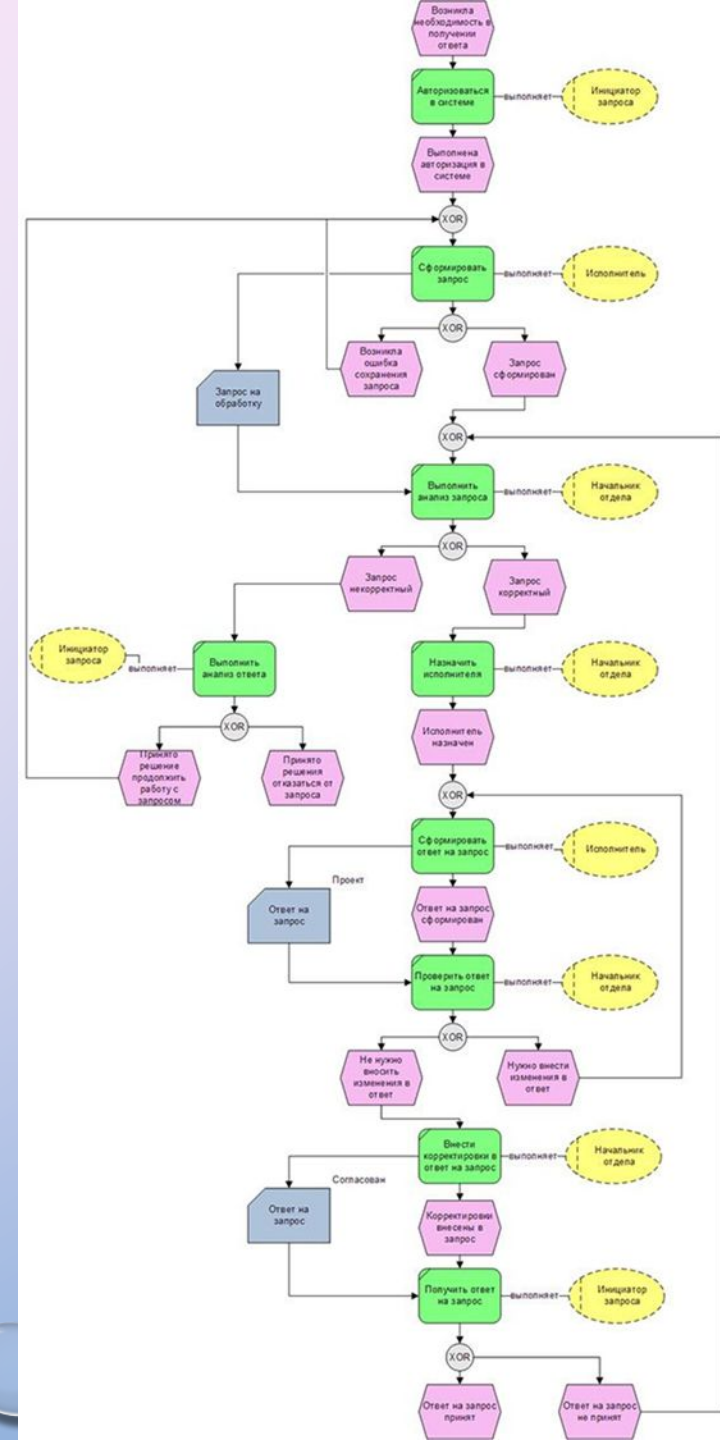 Возникла
необходимость в
получении
ответа
Авторизоваться
в системе
выполняет
Инициатор
запроса
Выполнена
авторизация в
системе
XOR
Сформировать
запрос
выполняет
Исполнитель
XOR
Возникла
ошибка
сохранения
запроса
Запрос
сформирован
Запрос на
обработку
XOR
Выполнить
анализ запроса
выполняет
Начальник
отдела
XOR
Запрос
некорректный
Запрос
корректный
Инициатор
запроса
выполняет
Выполнить
анализ ответа
Назначить
исполнителя
выполняет
Начальник
отдела
XOR
Принято
решение
продолжить
работу с
запросом
Принято
решения
отказаться от
запроса
Исполнитель
назначен
XOR
Сформировать
ответ на запрос
выполняет
Исполнитель
Проект
Ответ на
запрос
Ответ на запрос
сформирован
Проверить ответ
на запрос
выполняет
Начальник
отдела
XOR
Не нужно
вносить
изменения в
ответ
Нужно внести
изменения в
ответ
Внести
корректировки в
ответ на запрос
выполняет
Начальник
отдела
Согласован
Ответ на
запрос
Корректировки
внесены в
запрос
Получить ответ
на запрос
выполняет
Инициатор
запроса
XOR
Ответ на запрос
принят
Ответ на запрос
не принят